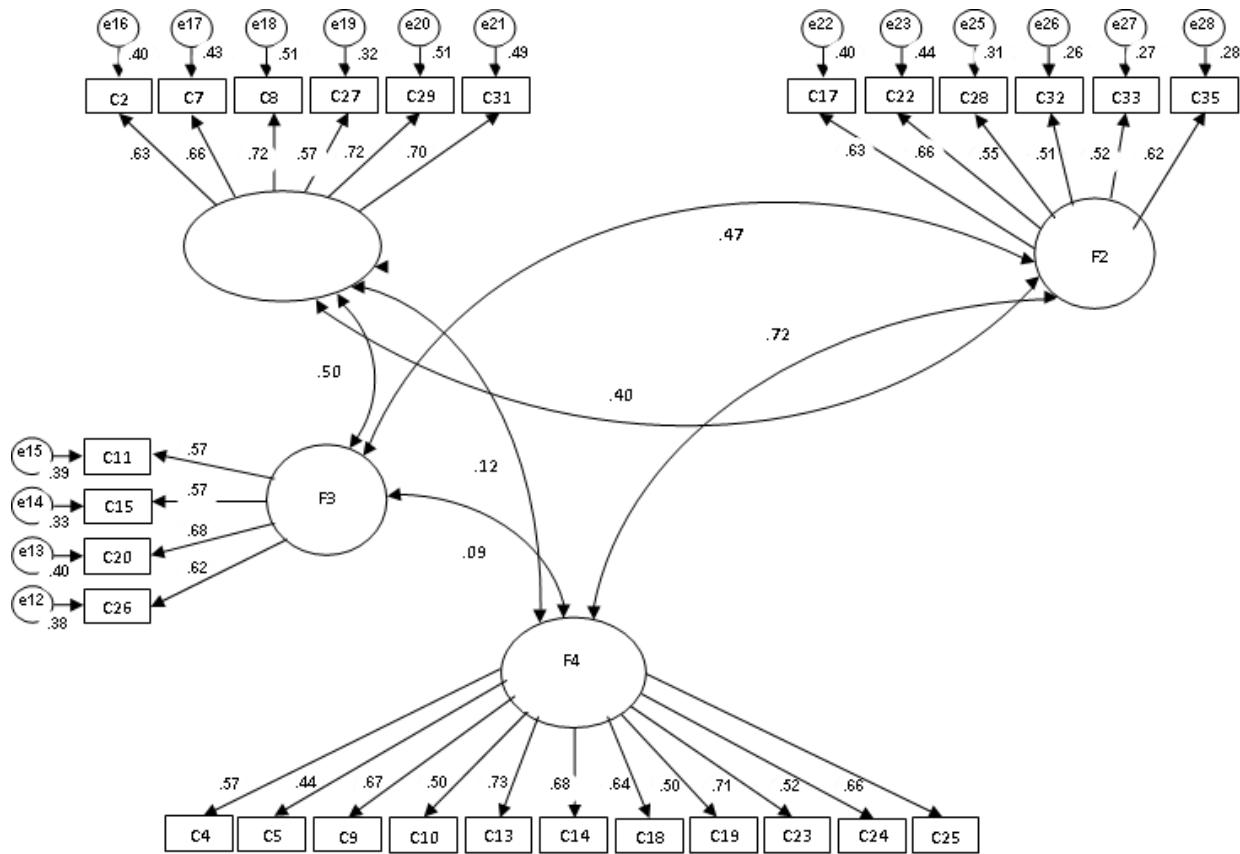 e16 e17 e18 e19 e20 e21
.40 .43 .51 .32 .51 .49
C2 C7 C8 C27 C29 C31
.63 .66 .72 .57 .72 .70
e22 e23 e25 e26 e27 e28
.40 .44 .31 .26 .27 .28
C17 C22 C28 C32 C33 C35
.63 .66 .55 .51 .52 .62
F2
.47
.72
.50
.40
.12
.09
e15 .39 C11 .57
e14 .33 C15 .57
e13 .40 C20 .68
e12 .38 C26 .62
F3
F4
.57 .44 .67 .50 .73 .68 .64 .50 .71 .52 .66
C4 C5 C9 C10 C13 C14 C18 C19 C23 C24 C25